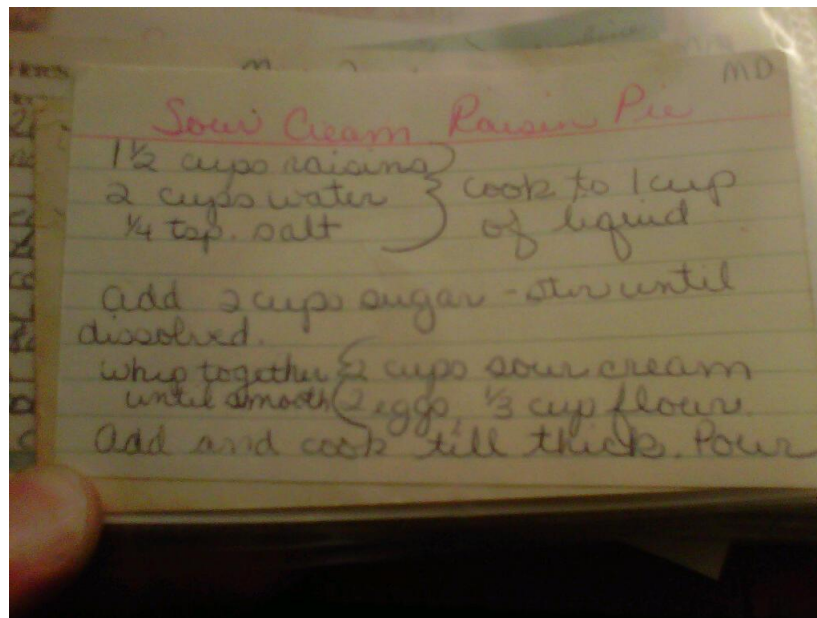 MD
Sour Cream Raisin Pie
1 1/2 cups raisins
2 cups water
1/4 tsp. salt
cook to 1 cup
of liquid
add 2 cups sugar - stir until
dissolved.
whip together 2 cups sour cream
until smooth 2 eggs, 1/3 cup flour
Add and cook till thick. Pour